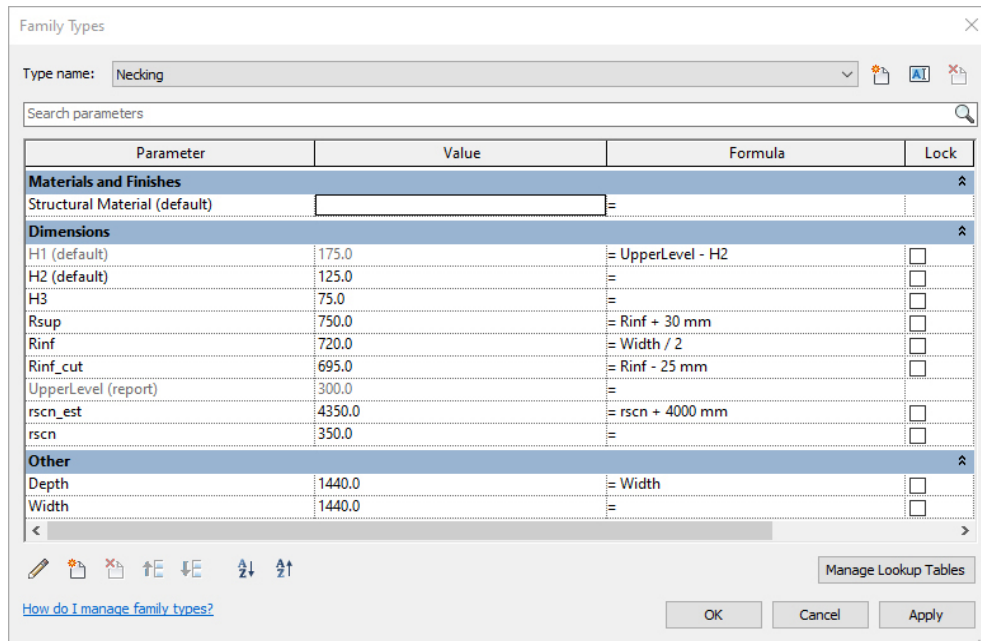 Family Types
Type name: Necking
Search parameters
Parameter Value Formula Lock
Materials and Finishes
Structural Material (default) =
Dimensions
H1 (default) 175.0 = UpperLevel - H2
H2 (default) 125.0 =
H3 75.0 =
Rsup 750.0 = Rinf + 30 mm
Rinf 720.0 = Width / 2
Rinf_cut 695.0 = Rinf - 25 mm
UpperLevel (report) 300.0 =
rscn_est 4350.0 = rscn + 4000 mm
rscn 350.0 =
Other
Depth 1440.0 = Width
Width 1440.0 =
Manage Lookup Tables
How do I manage family types?
OK Cancel Apply